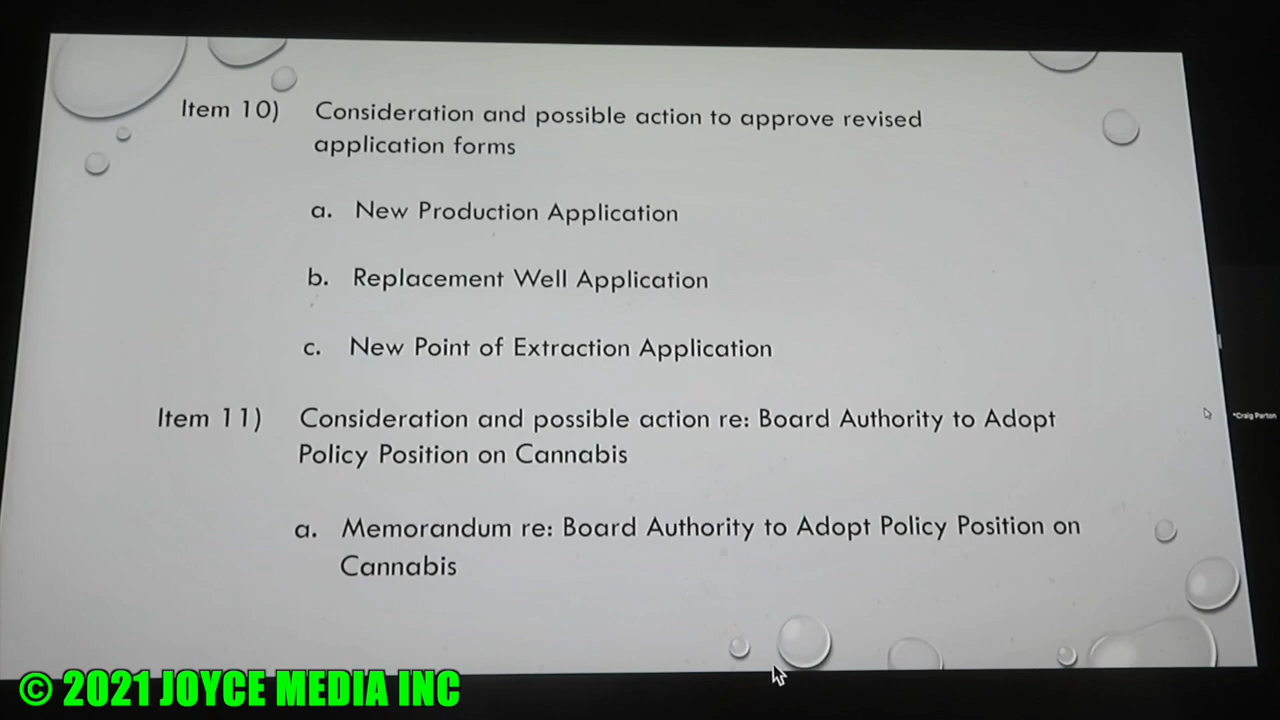 Item 10) Consideration and possible action to approve revised
application forms
a. New Production Application
b. Replacement Well Application
c. New Point of Extraction Application
Item 11) Consideration and possible action re: Board Authority to Adopt
Policy Position on Cannabis
*Craig Parton
a. Memorandum re: Board Authority to Adopt Policy Position on
Cannabis
© 2021 JOYCE MEDIA INC